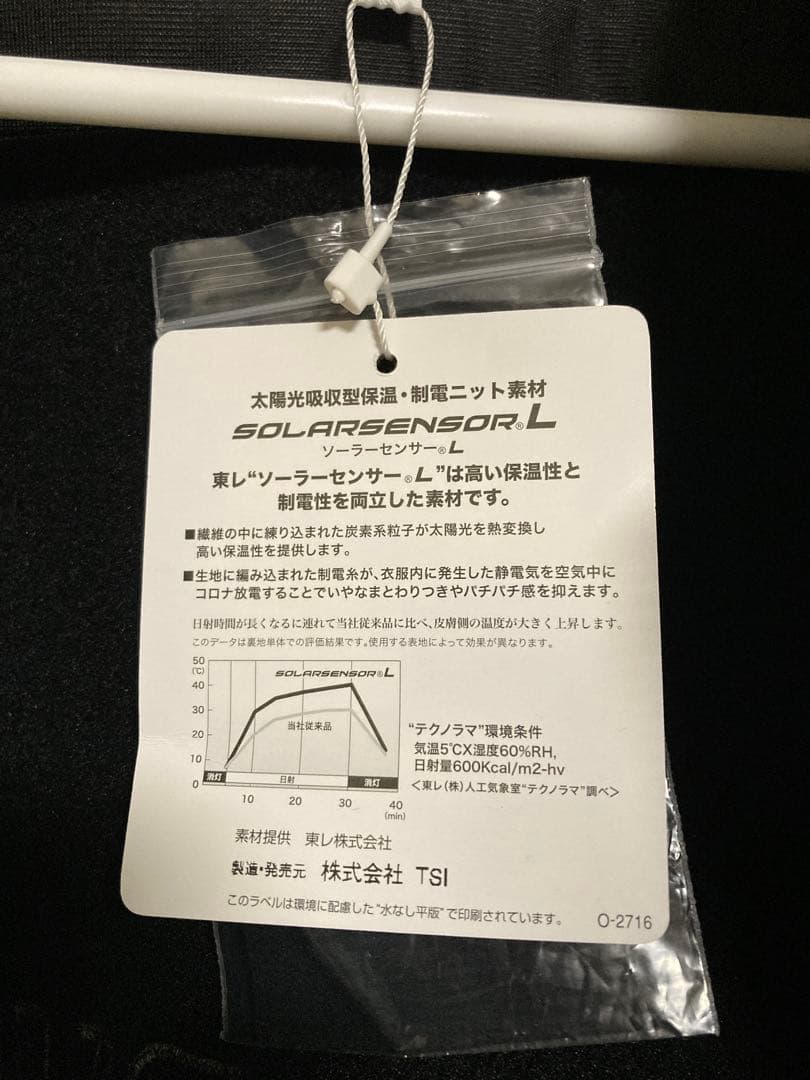 太陽光吸収型保温・制電ニット素材
SOLARSENSOR®L
ソーラーセンサー®L
東レ“ソーラーセンサー®L”は高い保温性と
制電性を両立した素材です。
■繊維の中に練り込まれた炭素系粒子が太陽光を熱変換し
高い保温性を提供します。
■生地に編み込まれた制電糸が、衣服内に発生した静電気を空気中に
コロナ放電することでいやなまとわりつきやパチパチ感を抑えます。
日射時間が長くなるに連れて当社従来品に比べ、皮膚側の温度が大きく上昇します。
このデータは裏地単体での評価結果です。使用する表地によって効果が異なります。
50
(℃)
40
30
20
10
0
SOLARSENSOR®L
当社従来品
消灯 日射 消灯
10 20 30 40
(min)
“テクノラマ”環境条件
気温5℃X湿度60%RH,
日射量600Kcal/m2-hv
＜東レ(株)人工気象室“テクノラマ”調べ＞
素材提供 東レ株式会社
製造・発売元 株式会社 TSI
このラベルは環境に配慮した“水なし平版”で印刷されています。
O-2716